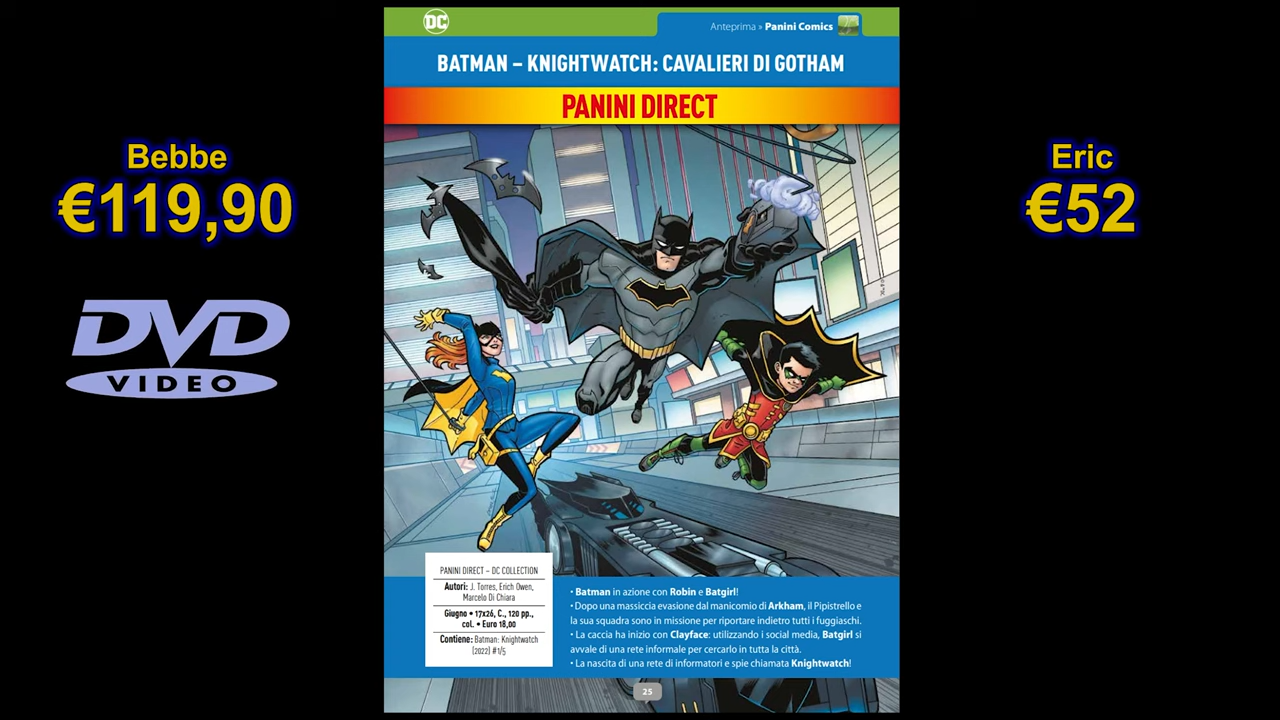 DC
Anteprima » Panini Comics
BATMAN – KNIGHTWATCH: CAVALIERI DI GOTHAM
PANINI DIRECT
Bebbe
€119,90
DVD
VIDEO
Eric
€52
PANINI DIRECT – DC COLLECTION
Autori: J. Torres, Erich Owen,
Marcelo Di Chiara
Giugno • 17x26, C., 120 pp.,
col. • Euro 18,00
Contiene: Batman: Knightwatch
(2022) #1/5
• Batman in azione con Robin e Batgirl!
• Dopo una massiccia evasione dal manicomio di Arkham, il Pipistrello e
la sua squadra sono in missione per riportare indietro tutti i fuggiaschi.
• La caccia ha inizio con Clayface: utilizzando i social media, Batgirl si
avvale di una rete informale per cercarlo in tutta la città.
• La nascita di una rete di informatori e spie chiamata Knightwatch!
25